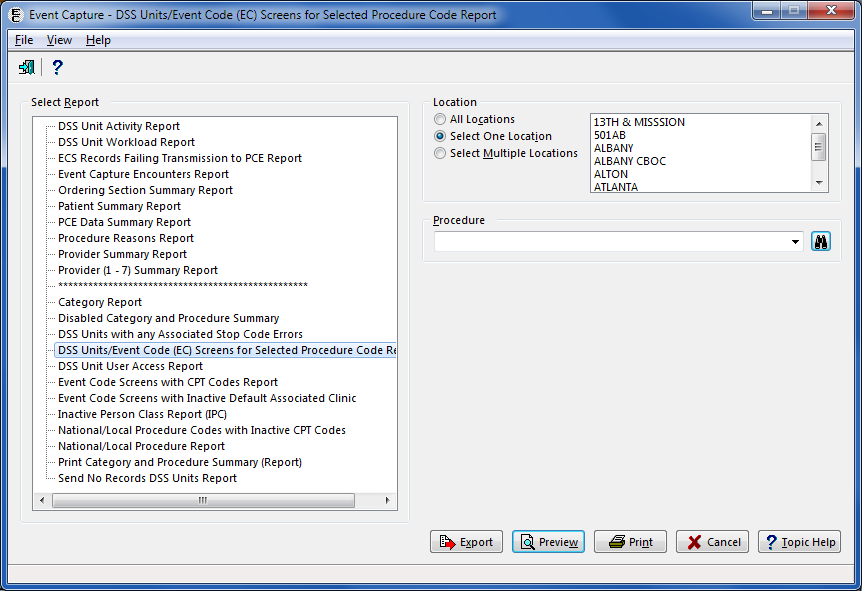 Event Capture - DSS Units/Event Code (EC) Screens for Selected Procedure Code Report
File View Help
Select Report
DSS Unit Activity Report
DSS Unit Workload Report
ECS Records Failing Transmission to PCE Report
Event Capture Encounters Report
Ordering Section Summary Report
Patient Summary Report
PCE Data Summary Report
Procedure Reasons Report
Provider Summary Report
Provider (1 - 7) Summary Report
**************************************************
Category Report
Disabled Category and Procedure Summary
DSS Units with any Associated Stop Code Errors
DSS Units/Event Code (EC) Screens for Selected Procedure Code Re
DSS Unit User Access Report
Event Code Screens with CPT Codes Report
Event Code Screens with Inactive Default Associated Clinic
Inactive Person Class Report (IPC)
National/Local Procedure Codes with Inactive CPT Codes
National/Local Procedure Report
Print Category and Procedure Summary (Report)
Send No Records DSS Units Report
Location
All Locations
Select One Location
Select Multiple Locations
13TH & MISSSION
501AB
ALBANY
ALBANY CBOC
ALTON
ATLANTA
Procedure
Export Preview Print Cancel Topic Help